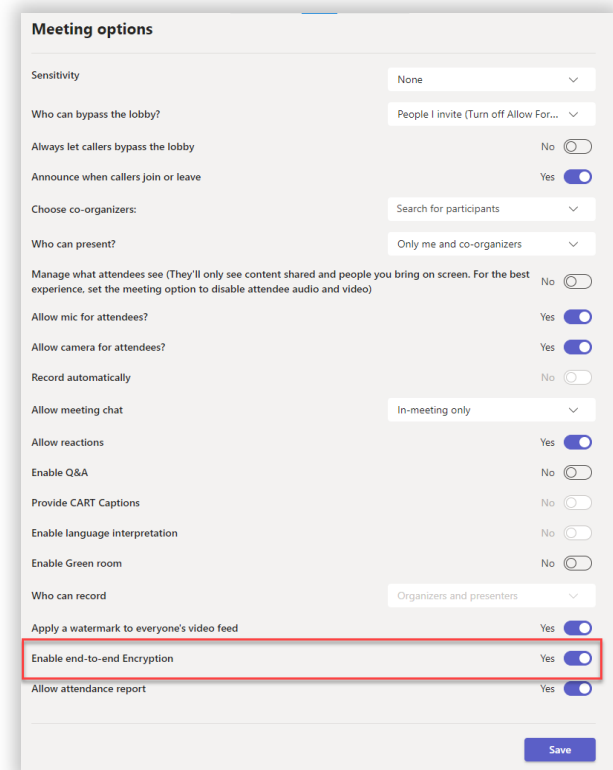 Meeting options
Sensitivity
None
Who can bypass the lobby?
People I invite (Turn off Allow For...
Always let callers bypass the lobby
No
Announce when callers join or leave
Yes
Choose co-organizers:
Search for participants
Who can present?
Only me and co-organizers
Manage what attendees see (They'll only see content shared and people you bring on screen. For the best
experience, set the meeting option to disable attendee audio and video)
No
Allow mic for attendees?
Yes
Allow camera for attendees?
Yes
Record automatically
No
Allow meeting chat
In-meeting only
Allow reactions
Yes
Enable Q&A
No
Provide CART Captions
No
Enable language interpretation
No
Enable Green room
No
Who can record
Organizers and presenters
Apply a watermark to everyone's video feed
Yes
Enable end-to-end Encryption
Yes
Allow attendance report
Yes
Save